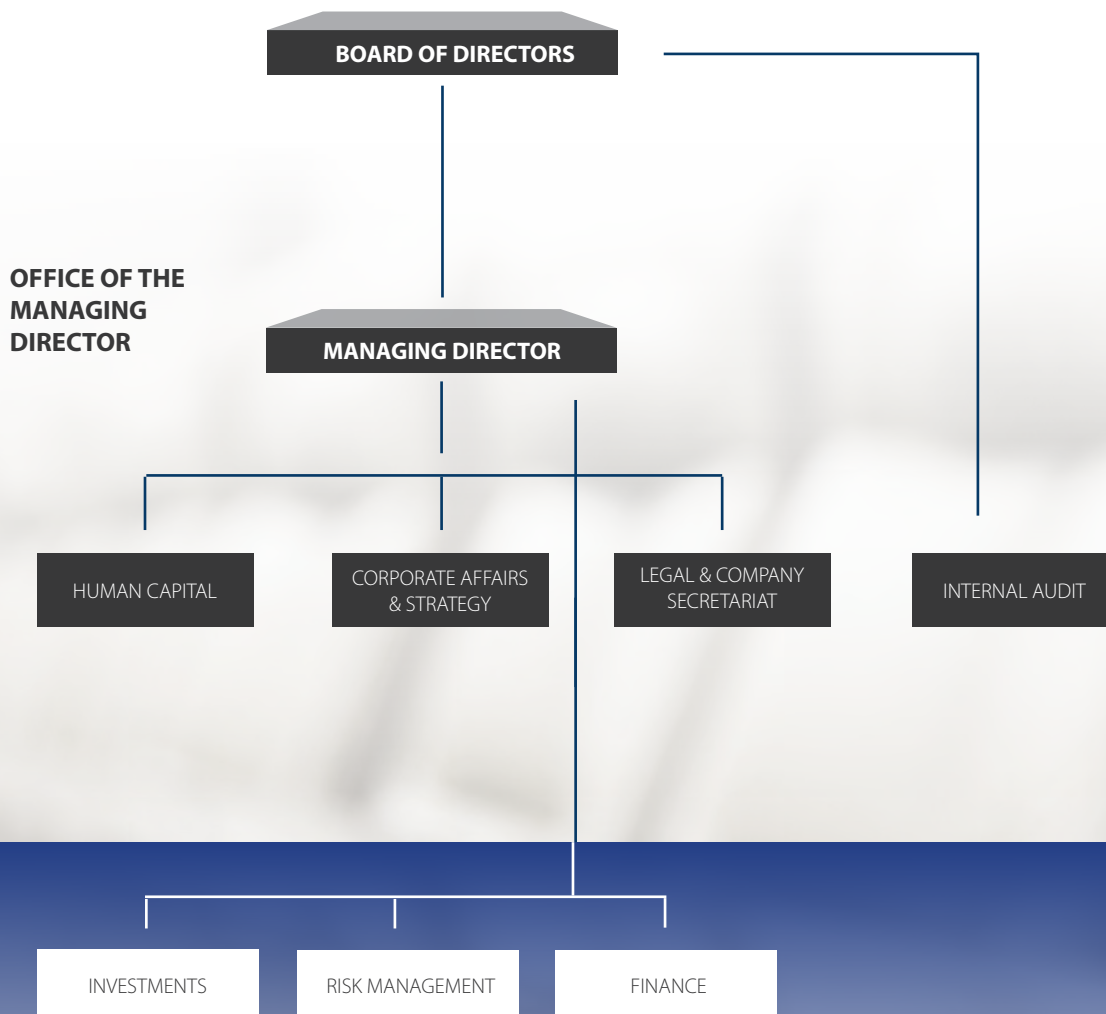 BOARD OF DIRECTORS
OFFICE OF THE
MANAGING
DIRECTOR
MANAGING DIRECTOR
HUMAN CAPITAL
CORPORATE AFFAIRS
& STRATEGY
LEGAL & COMPANY
SECRETARIAT
INTERNAL AUDIT
INVESTMENTS
RISK MANAGEMENT
FINANCE